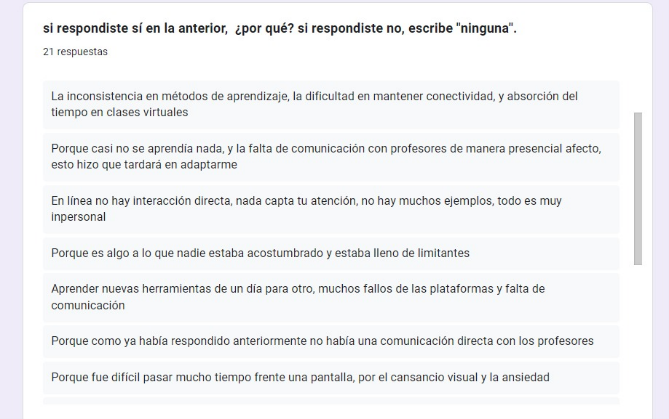 si respondiste sí en la anterior,  ¿por qué? si respondiste no, escribe "ninguna".
21 respuestas
La inconsistencia en métodos de aprendizaje, la dificultad en mantener conectividad, y absorción del
tiempo en clases virtuales
Porque casi no se aprendía nada, y la falta de comunicación con profesores de manera presencial afecto,
esto hizo que tardará en adaptarme
En línea no hay interacción directa, nada capta tu atención, no hay muchos ejemplos, todo es muy
inpersonal
Porque es algo a lo que nadie estaba acostumbrado y estaba lleno de limitantes
Aprender nuevas herramientas de un día para otro, muchos fallos de las plataformas y falta de
comunicación
Porque como ya había respondido anteriormente no había una comunicación directa con los profesores
Porque fue difícil pasar mucho tiempo frente una pantalla, por el cansancio visual y la ansiedad